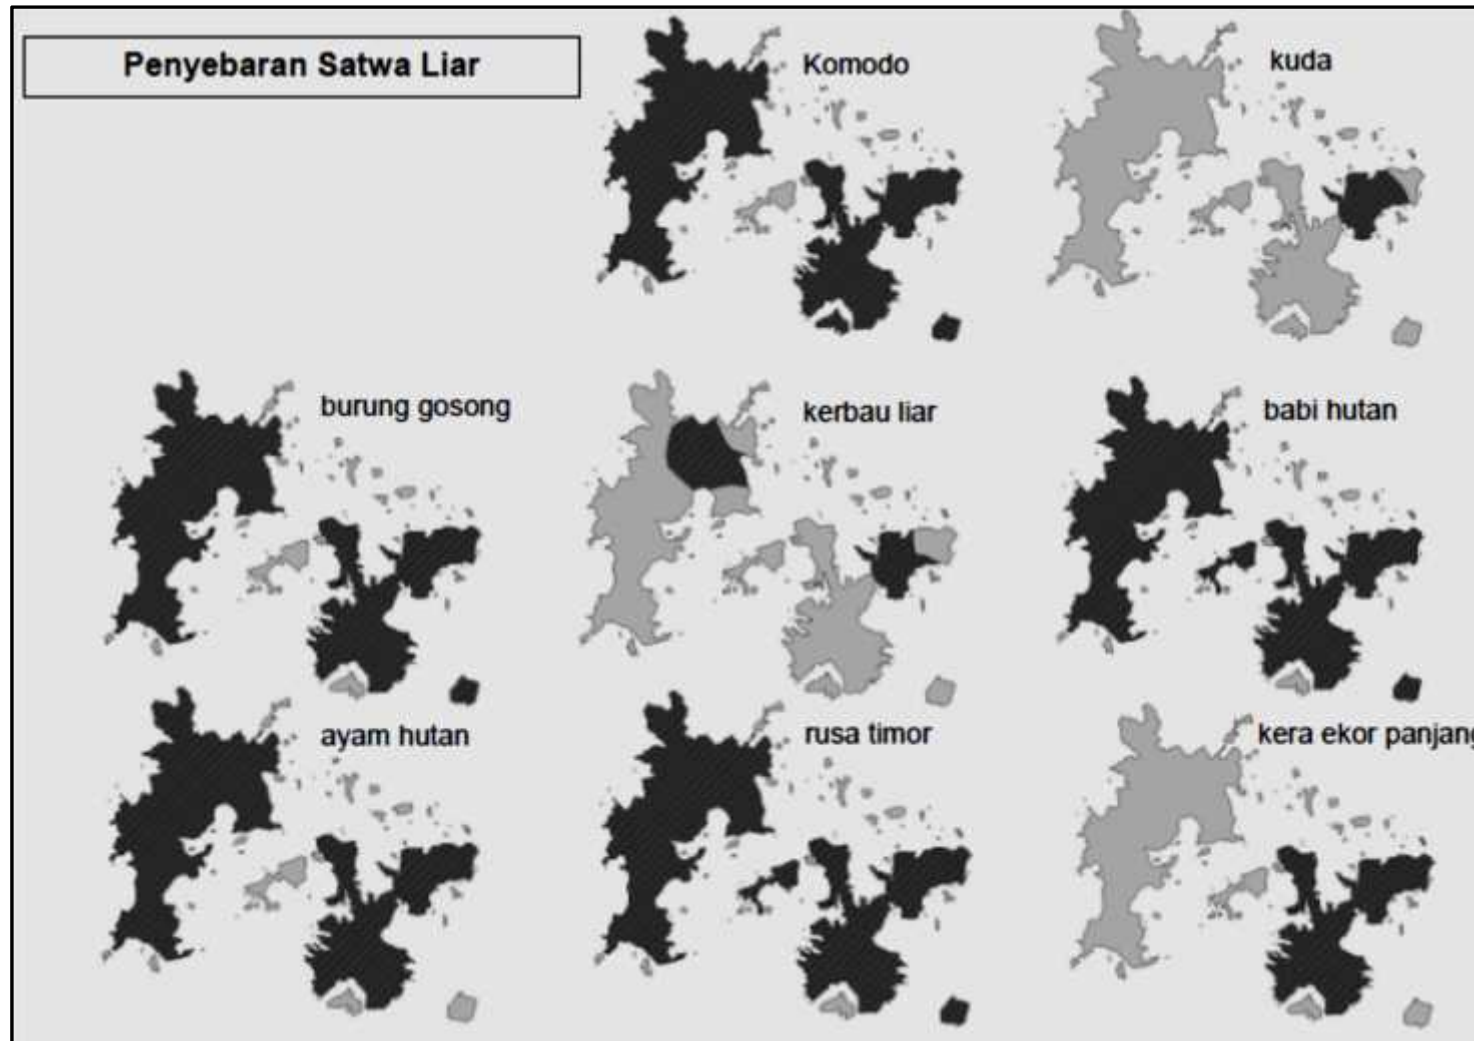 Penyebaran Satwa Liar
Komodo
kuda
burung gosong
kerbau liar
babi hutan
ayam hutan
rusa timor
kera ekor panjang